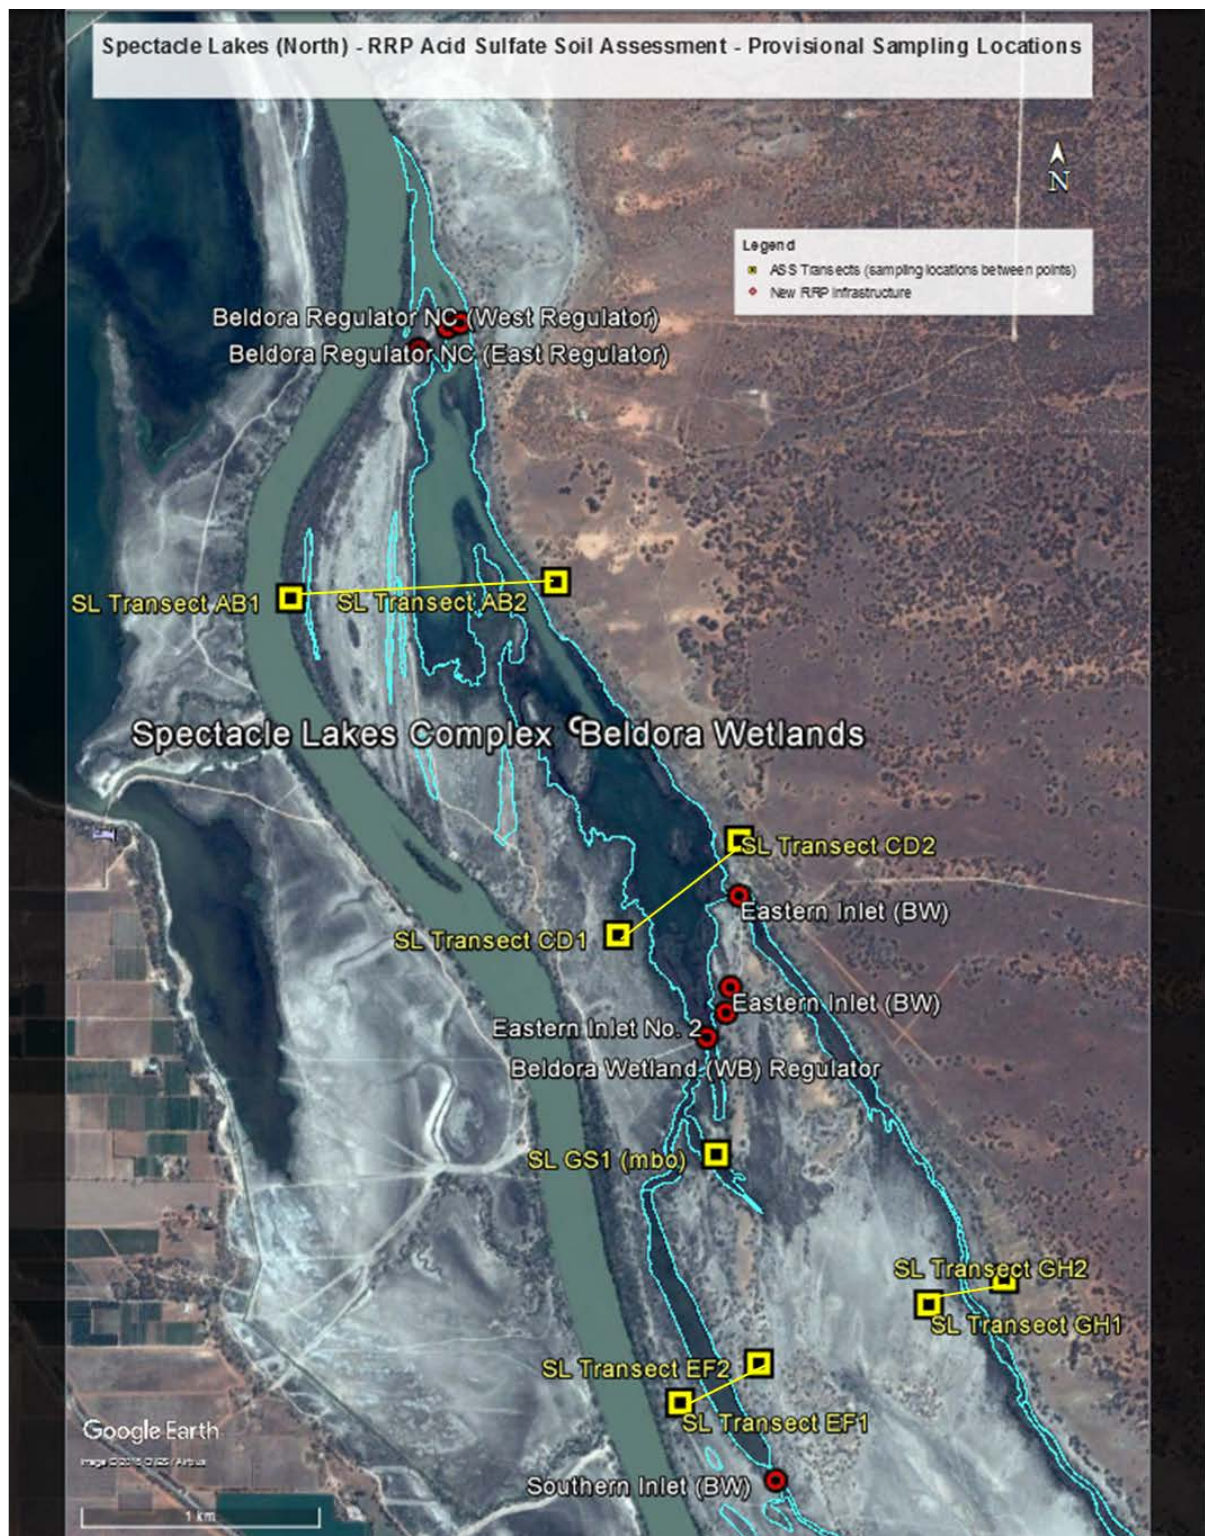 Spectacle Lakes (North) - RRP Acid Sulfate Soil Assessment - Provisional Sampling Locations
N
Legend
ASS Transects (sampling locations between points)
New RRP Infrastructure
Beldora Regulator NC (West Regulator)
Beldora Regulator NC (East Regulator)
SL Transect AB1
SL Transect AB2
Spectacle Lakes Complex
Beldora Wetlands
SL Transect CD2
Eastern Inlet (BW)
SL Transect CD1
Eastern Inlet (BW)
Eastern Inlet No. 2
Beldora Wetland (WB) Regulator
SL GS1 (mbo)
SL Transect GH2
SL Transect GH1
SL Transect EF2
SL Transect EF1
Google Earth
Southern Inlet (BW)
1 km